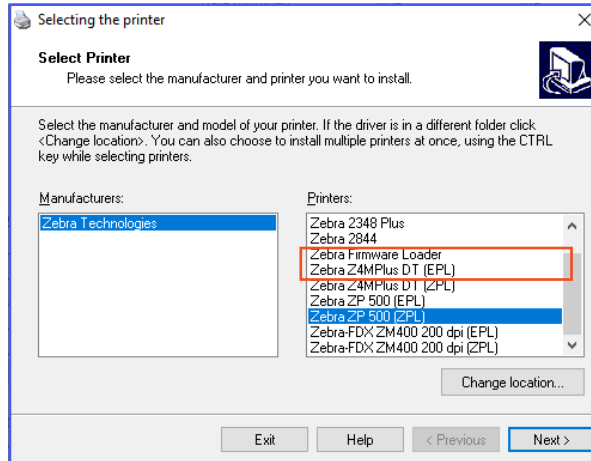 Selecting the printer
Select Printer
Please select the manufacturer and printer you want to install.
Select the manufacturer and model of your printer. If the driver is in a different folder click
<Change location>. You can also choose to install multiple printers at once, using the CTRL
key while selecting printers.
Manufacturers:
Zebra Technologies
Printers:
Zebra 2348 Plus
Zebra 2844
Zebra Firmware Loader
Zebra Z4MPlus DT (EPL)
Zebra Z4MPlus DT (ZPL)
Zebra ZP 500 (EPL)
Zebra ZP 500 (ZPL)
Zebra-FDX ZM400 200 dpi (EPL)
Zebra-FDX ZM400 200 dpi (ZPL)
Change location...
Exit
Help
< Previous
Next >